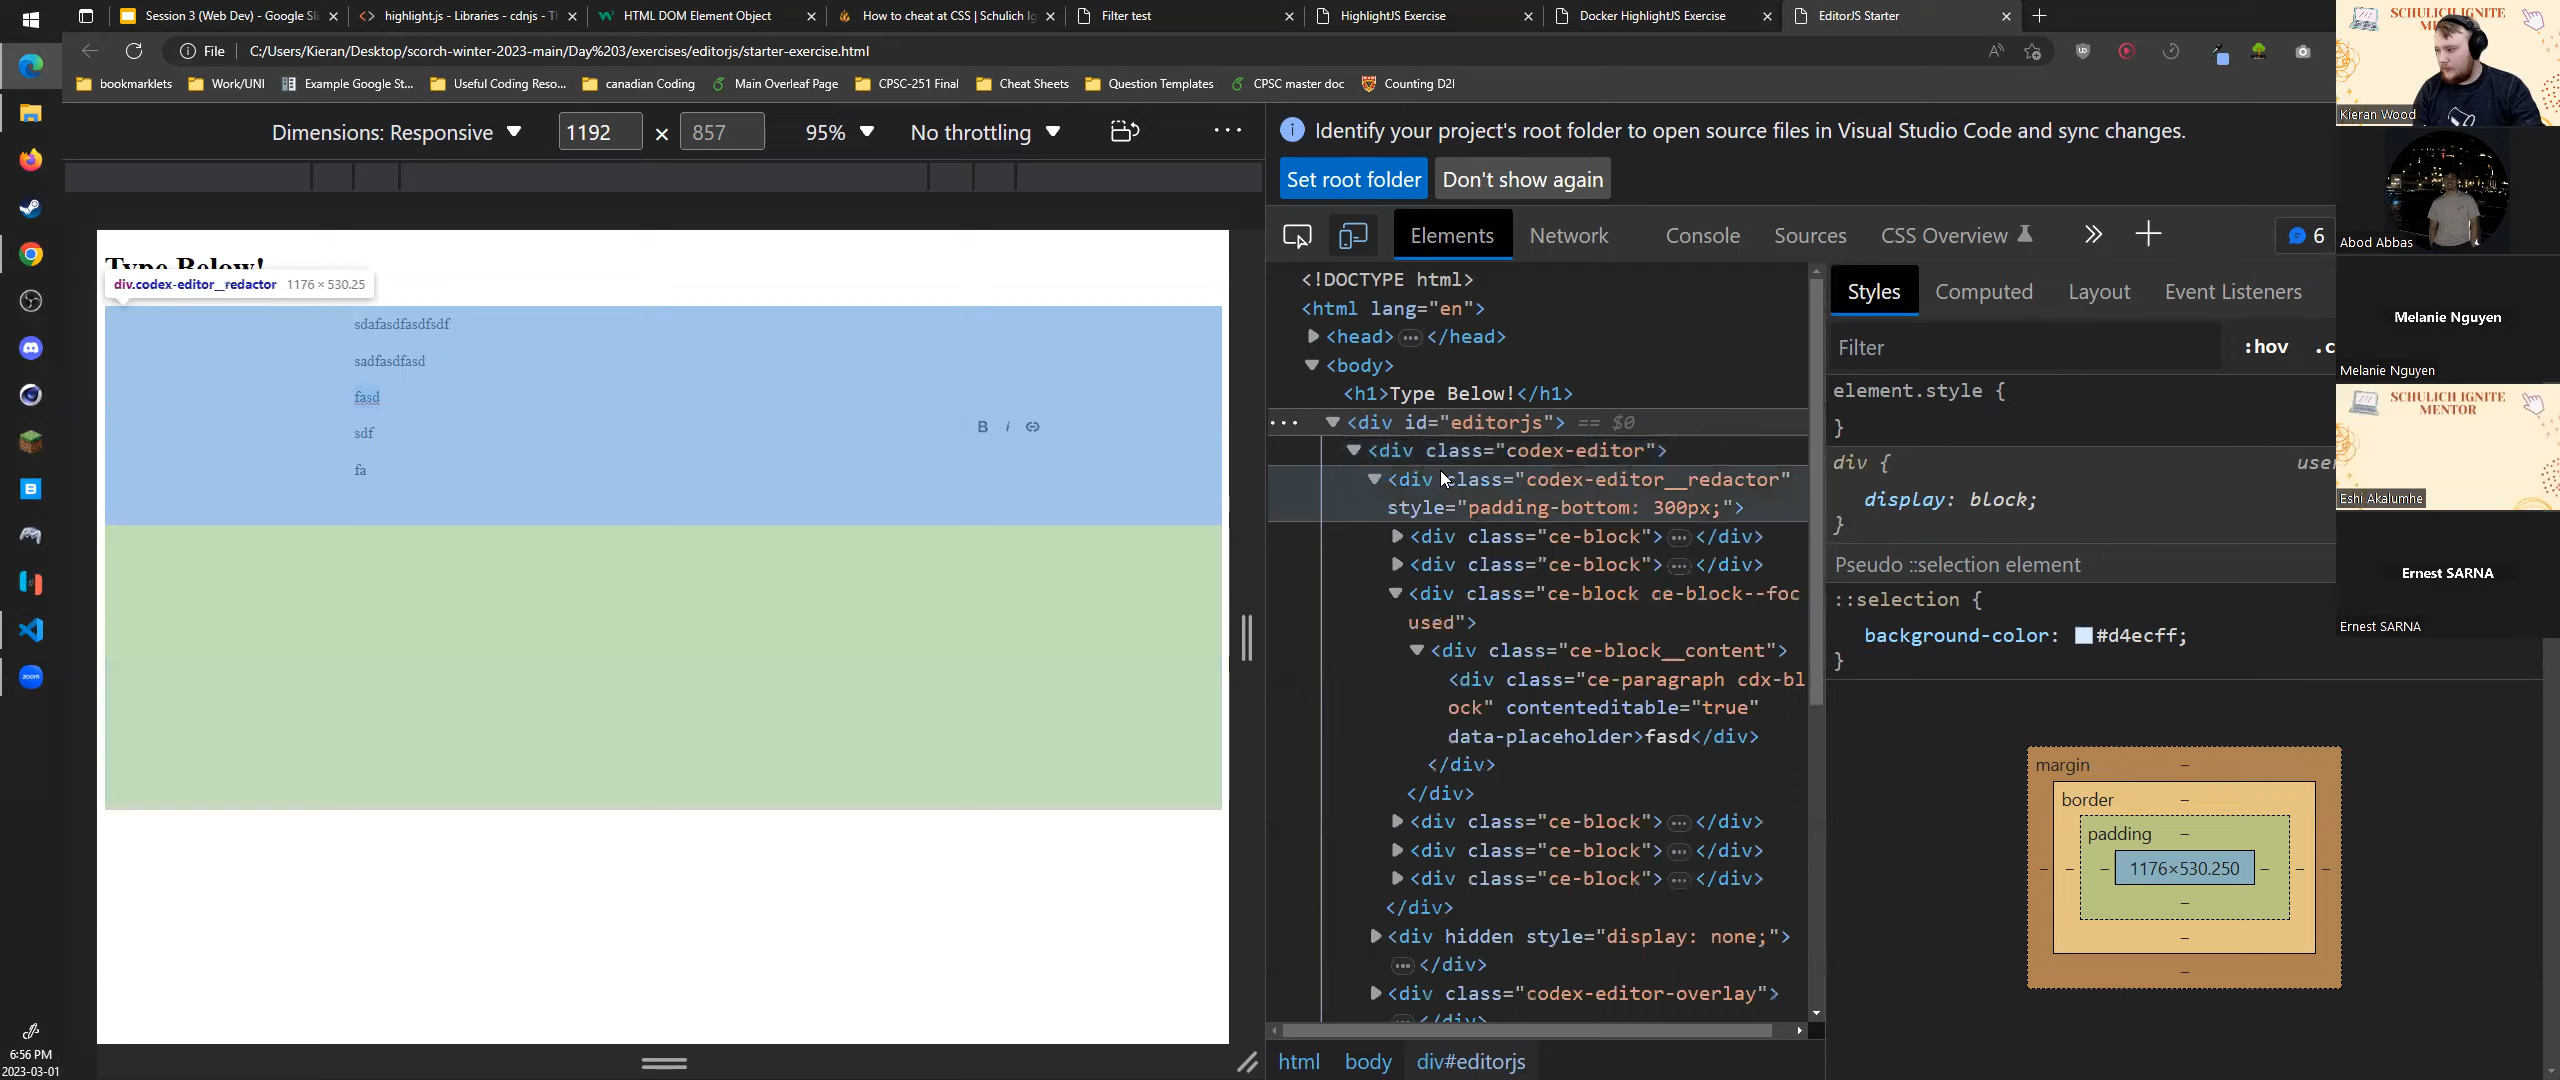 Session 3 (Web Dev) - Google Sli
highlight.js - Libraries - cdnjs - T
HTML DOM Element Object
How to cheat at CSS | Schulich Ig
Filter test
HighlightJS Exercise
Docker HighlightJS Exercise
EditorJS Starter
File
C:/Users/Kieran/Desktop/scorch-winter-2023-main/Day%203/exercises/editorjs/starter-exercise.html
bookmarklets
Work/UNI
Example Google St...
Useful Coding Reso...
canadian Coding
Main Overleaf Page
CPSC-251 Final
Cheat Sheets
Question Templates
CPSC master doc
Counting D2l
Dimensions: Responsive
1192
×
857
95%
No throttling
Type Below!
div.codex-editor__redactor 1176 × 530.25
sdafasdfasdfsdf
sadfasdfasd
fasd
B i
sdf
fa
Identify your project's root folder to open source files in Visual Studio Code and sync changes.
Set root folder
Don't show again
Elements
Network
Console
Sources
CSS Overview
6
<!DOCTYPE html>
<html lang="en">
<head> ... </head>
<body>
<h1>Type Below!</h1>
... <div id="editorjs"> == $0
<div class="codex-editor">
<div class="codex-editor__redactor"
style="padding-bottom: 300px;">
<div class="ce-block"> ... </div>
<div class="ce-block"> ... </div>
<div class="ce-block ce-block--foc
used">
<div class="ce-block__content">
<div class="ce-paragraph cdx-bl
ock" contenteditable="true"
data-placeholder>fasd</div>
</div>
</div>
<div class="ce-block"> ... </div>
<div class="ce-block"> ... </div>
<div class="ce-block"> ... </div>
</div>
<div hidden style="display: none;">
... </div>
<div class="codex-editor-overlay">
... </div>
html
body
div#editorjs
Styles
Computed
Layout
Event Listeners
Filter
:hov
.c
element.style {
}
div {
user
display: block;
}
Pseudo ::selection element
::selection {
background-color: #d4ecff;
}
margin
–
border
–
padding
–
– – – 1176×530.250 – – –
–
–
–
SCHULICH IGNITE
ME
Kieran Wood
Abod Abbas
Melanie Nguyen
Melanie Nguyen
SCHULICH IGNITE
MENTOR
Eshi Akalumhe
Ernest SARNA
Ernest SARNA
zoom
6:56 PM
2023-03-01